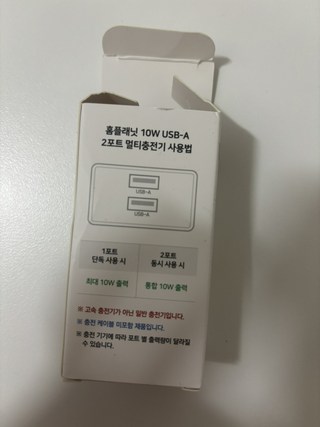 홈플래닛 10W USB-A
2포트 멀티충전기 사용법
USB-A
USB-A
1포트
단독 사용 시
2포트
동시 사용 시
최대 10W 출력
통합 10W 출력
※ 고속 충전기가 아닌 일반 충전기입니다.
※ 충전 케이블 미포함 제품입니다.
※ 충전 기기에 따라 포트 별 출력량이 달라질
수 있습니다.